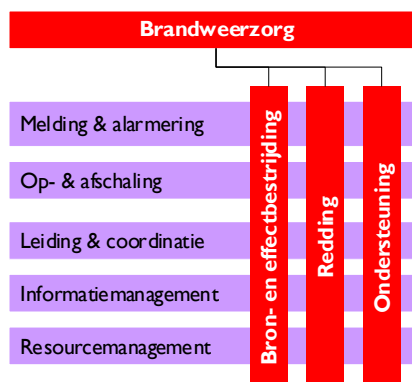 Brandweerzorg
Melding & alarmering
Op- & afschaling
Leiding & coordinatie
Informatiemanagement
Resourcemanagement
Bron- en effectbestrijding
Redding
Ondersteuning